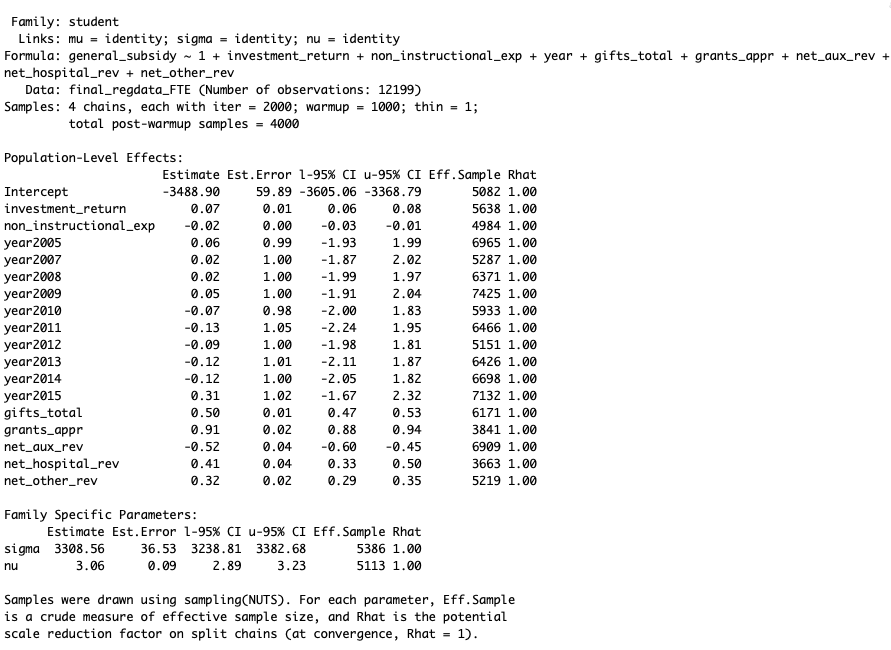 Family: student
Links: mu = identity; sigma = identity; nu = identity
Formula: general_subsidy ~ 1 + investment_return + non_instructional_exp + year + gifts_total + grants_appr + net_aux_rev +
net_hospital_rev + net_other_rev
Data: final_regdata_FTE (Number of observations: 12199)
Samples: 4 chains, each with iter = 2000; warmup = 1000; thin = 1;
total post-warmup samples = 4000
Population-Level Effects:
Estimate Est.Error l-95% CI u-95% CI Eff.Sample Rhat
Intercept -3488.90 59.89 -3605.06 -3368.79 5082 1.00
investment_return 0.07 0.01 0.06 0.08 5638 1.00
non_instructional_exp -0.02 0.00 -0.03 -0.01 4984 1.00
year2005 0.06 0.99 -1.93 1.99 6965 1.00
year2007 0.02 1.00 -1.87 2.02 5287 1.00
year2008 0.02 1.00 -1.99 1.97 6371 1.00
year2009 0.05 1.00 -1.91 2.04 7425 1.00
year2010 -0.07 0.98 -2.00 1.83 5933 1.00
year2011 -0.13 1.05 -2.24 1.95 6466 1.00
year2012 -0.09 1.00 -1.98 1.81 5151 1.00
year2013 -0.12 1.01 -2.11 1.87 6426 1.00
year2014 -0.12 1.00 -2.05 1.82 6698 1.00
year2015 0.31 1.02 -1.67 2.32 7132 1.00
gifts_total 0.50 0.01 0.47 0.53 6171 1.00
grants_appr 0.91 0.02 0.88 0.94 3841 1.00
net_aux_rev -0.52 0.04 -0.60 -0.45 6909 1.00
net_hospital_rev 0.41 0.04 0.33 0.50 3663 1.00
net_other_rev 0.32 0.02 0.29 0.35 5219 1.00
Family Specific Parameters:
Estimate Est.Error l-95% CI u-95% CI Eff.Sample Rhat
sigma 3308.56 36.53 3238.81 3382.68 5386 1.00
nu 3.06 0.09 2.89 3.23 5113 1.00
Samples were drawn using sampling(NUTS). For each parameter, Eff.Sample
is a crude measure of effective sample size, and Rhat is the potential
scale reduction factor on split chains (at convergence, Rhat = 1).